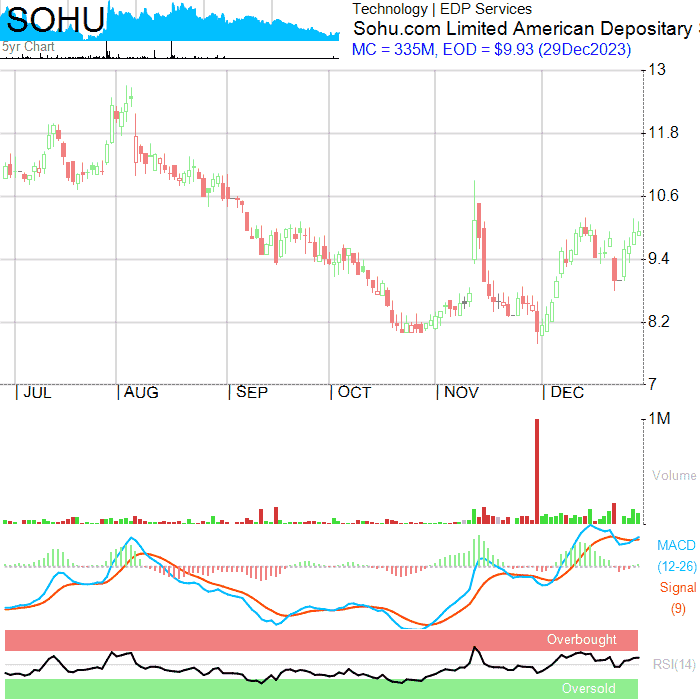 SOHU
5yr Chart
Technology | EDP Services
Sohu.com Limited American Depositary
MC = 335M, EOD = $9.93 (29Dec2023)
13
11.8
10.6
9.4
8.2
7
JUL
AUG
SEP
OCT
NOV
DEC
1M
Volume
MACD
(12-26)
Signal
(9)
Overbought
RSI(14)
Oversold